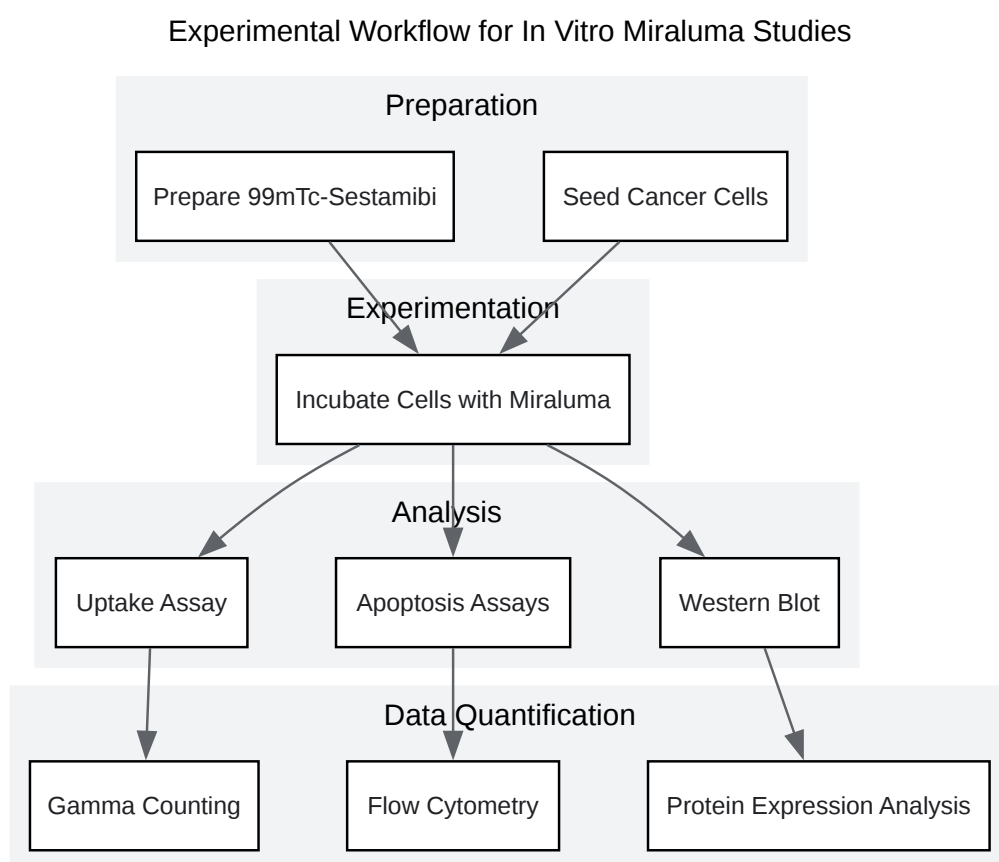 Experimental Workflow for In Vitro Miraluma Studies
Preparation
Prepare 99mTc-Sestamibi
Seed Cancer Cells
Experimentation
Incubate Cells with Miraluma
Analysis
Uptake Assay
Apoptosis Assays
Western Blot
Data Quantification
Gamma Counting
Flow Cytometry
Protein Expression Analysis